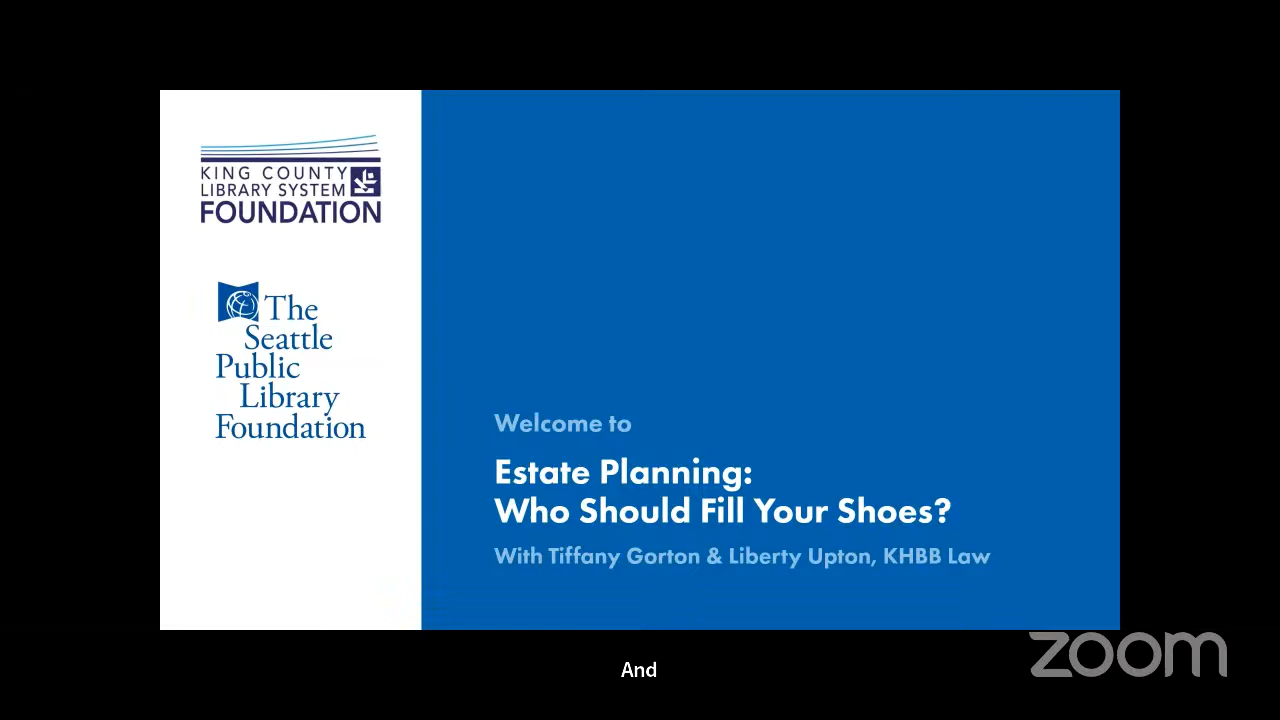 KING COUNTY
LIBRARY SYSTEM
FOUNDATION
The
Seattle
Public
Library
Foundation
Welcome to
Estate Planning:
Who Should Fill Your Shoes?
With Tiffany Gorton & Liberty Upton, KHBB Law
zoom
And